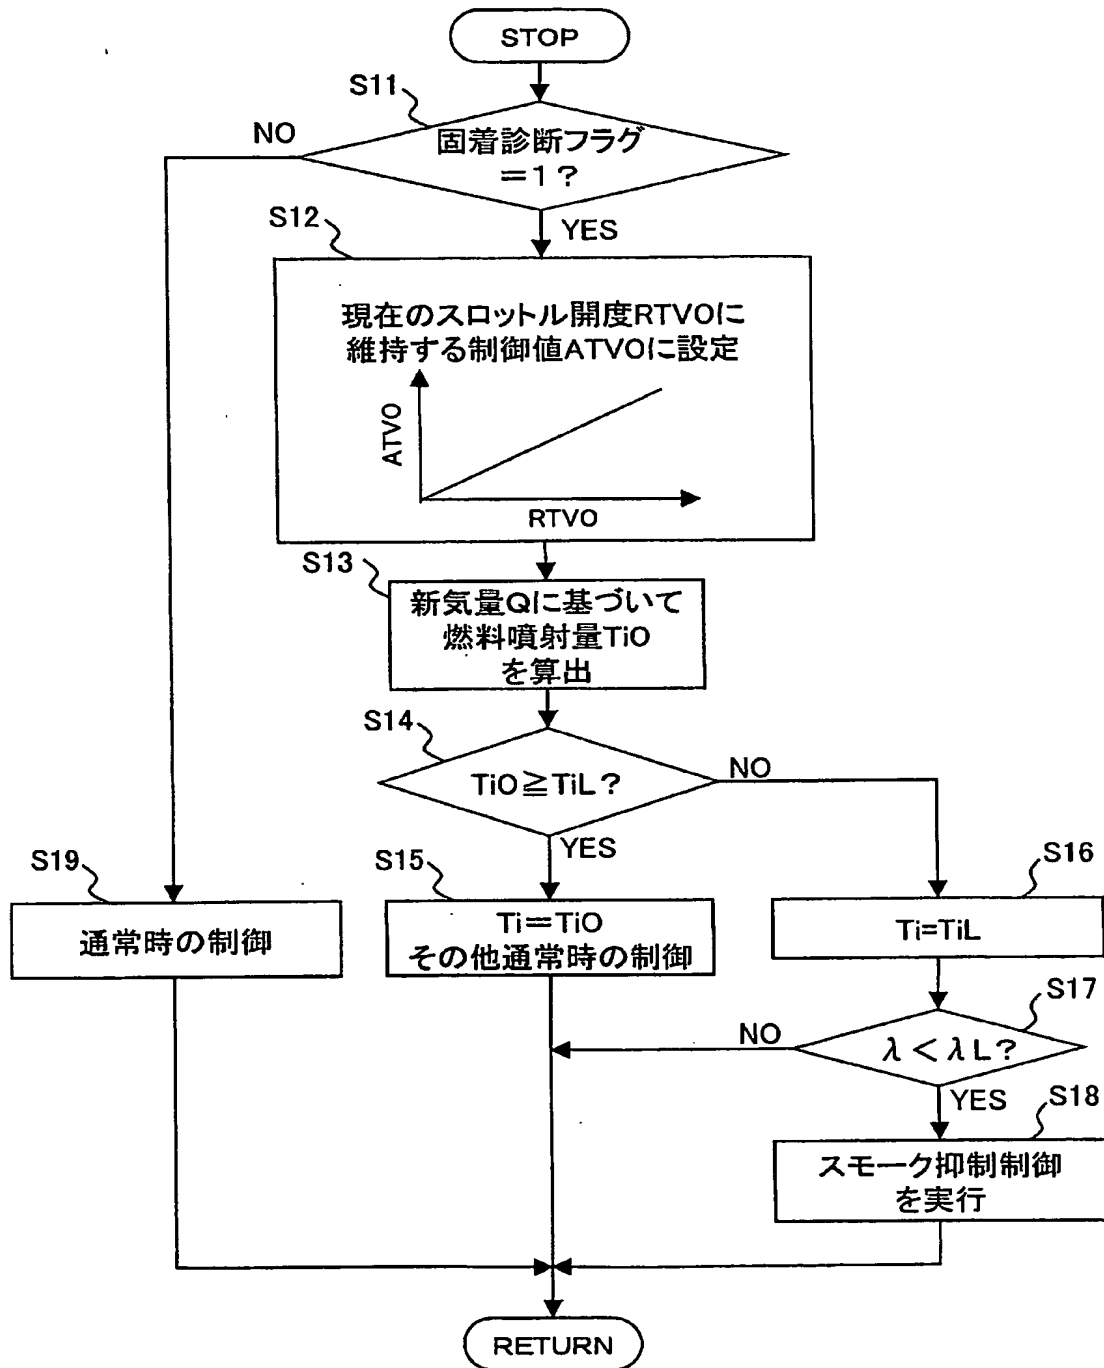 STOP
S11
NO
固着診断フラグ
＝1？
YES
S12
現在のスロットル開度RTVOに
維持する制御値ATVOに設定
ATVO
RTVO
S13
新気量Qに基づいて
燃料噴射量TiO
を算出
S14
TiO≧TiL？
NO
YES
S19
通常時の制御
S15
Ti＝TiO
その他通常時の制御
S16
Ti=TiL
S17
NO
λ＜λL？
YES
S18
スモーク抑制制御
を実行
RETURN